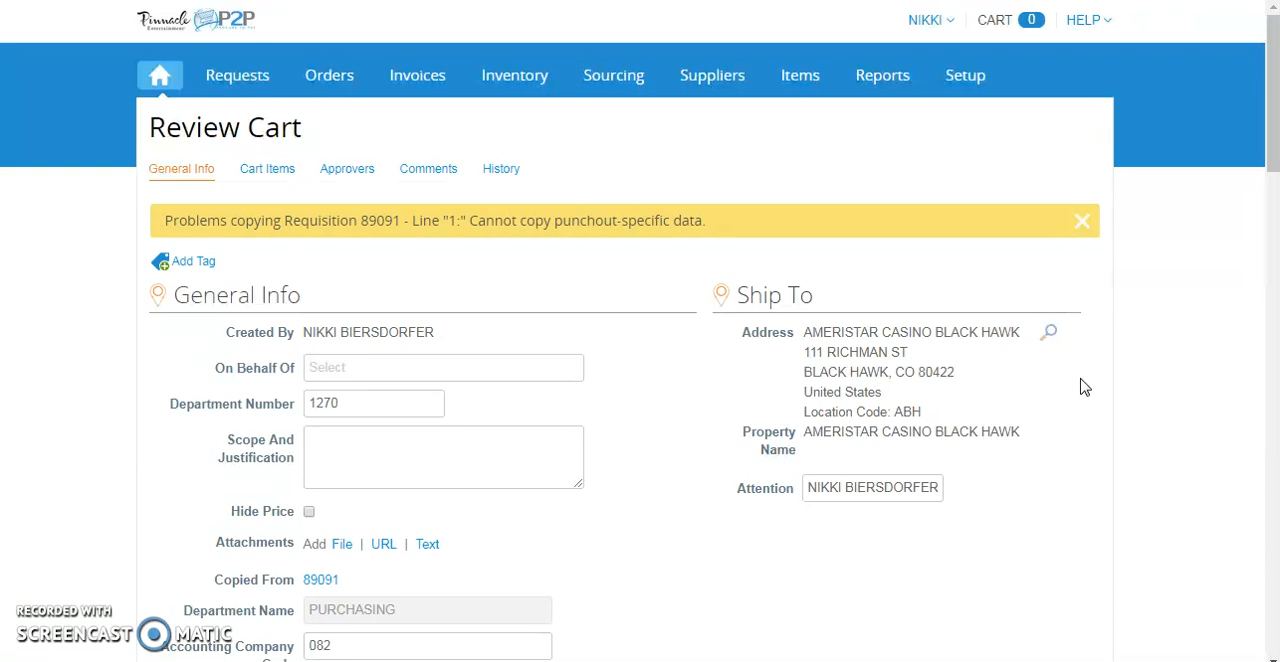 Pinnacle P2P
Entertainment
NIKKI CART 0 HELP
Requests Orders Invoices Inventory Sourcing Suppliers Items Reports Setup
Review Cart
General Info Cart Items Approvers Comments History
Problems copying Requisition 89091 - Line "1:" Cannot copy punchout-specific data.
Add Tag
General Info
Created By NIKKI BIERSDORFER
On Behalf Of Select
Department Number 1270
Scope And
Justification
Hide Price
Attachments Add File | URL | Text
Copied From 89091
Department Name PURCHASING
Accounting Company 082
Ship To
Address AMERISTAR CASINO BLACK HAWK
111 RICHMAN ST
BLACK HAWK, CO 80422
United States
Location Code: ABH
Property AMERISTAR CASINO BLACK HAWK
Name
Attention NIKKI BIERSDORFER
RECORDED WITH
SCREENCAST MATIC